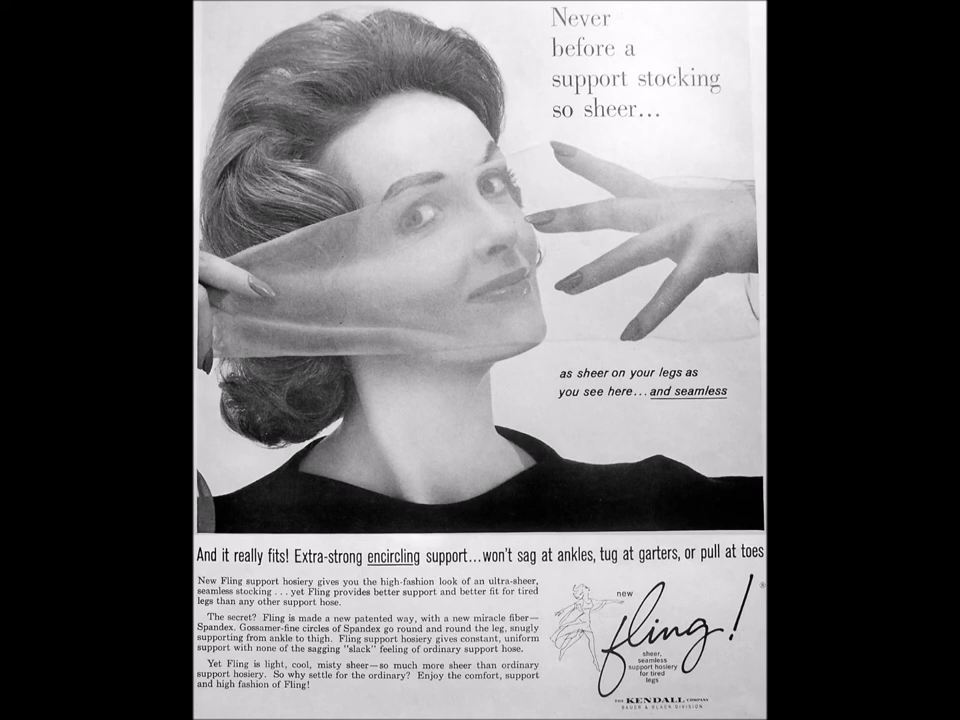 Never
before a
support stocking
so sheer...
as sheer on your legs as
you see here...and seamless
And it really fits! Extra-strong encircling support...won't sag at ankles, tug at garters, or pull at toes
New Fling support hosiery gives you the high-fashion look of an ultra-sheer,
seamless stocking . . . yet Fling provides better support and better fit for tired
legs than any other support hose.
The secret? Fling is made a new patented way, with a new miracle fiber—
Spandex. Gossamer-fine circles of Spandex go round and round the leg, snugly
supporting from ankle to thigh. Fling support hosiery gives constant, uniform
support with none of the sagging "slack" feeling of ordinary support hose.
Yet Fling is light, cool, misty sheer—so much more sheer than ordinary
support hosiery. So why settle for the ordinary? Enjoy the comfort, support
and high fashion of Fling!
new
fling!
®
sheer,
seamless
support hosiery
for tired
legs
THE KENDALL COMPANY
BAUER & BLACK DIVISION